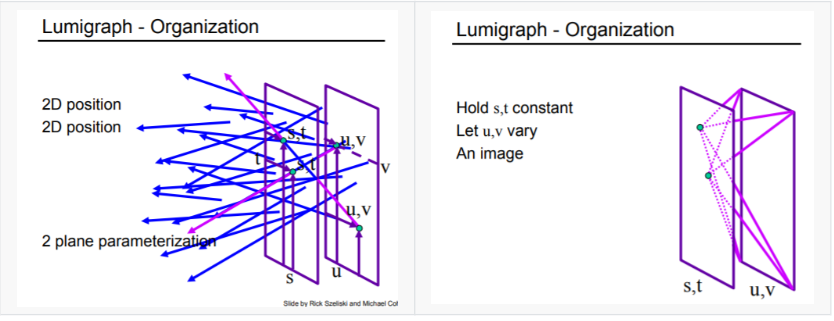 Lumigraph - Organization
2D position
2D position
s,t
u,v
t
s,t
v
u,v
2 plane parameterization
s
u
Slide by Rick Szeliski and Michael Coh
Lumigraph - Organization
Hold s,t constant
Let u,v vary
An image
s,t
u,v